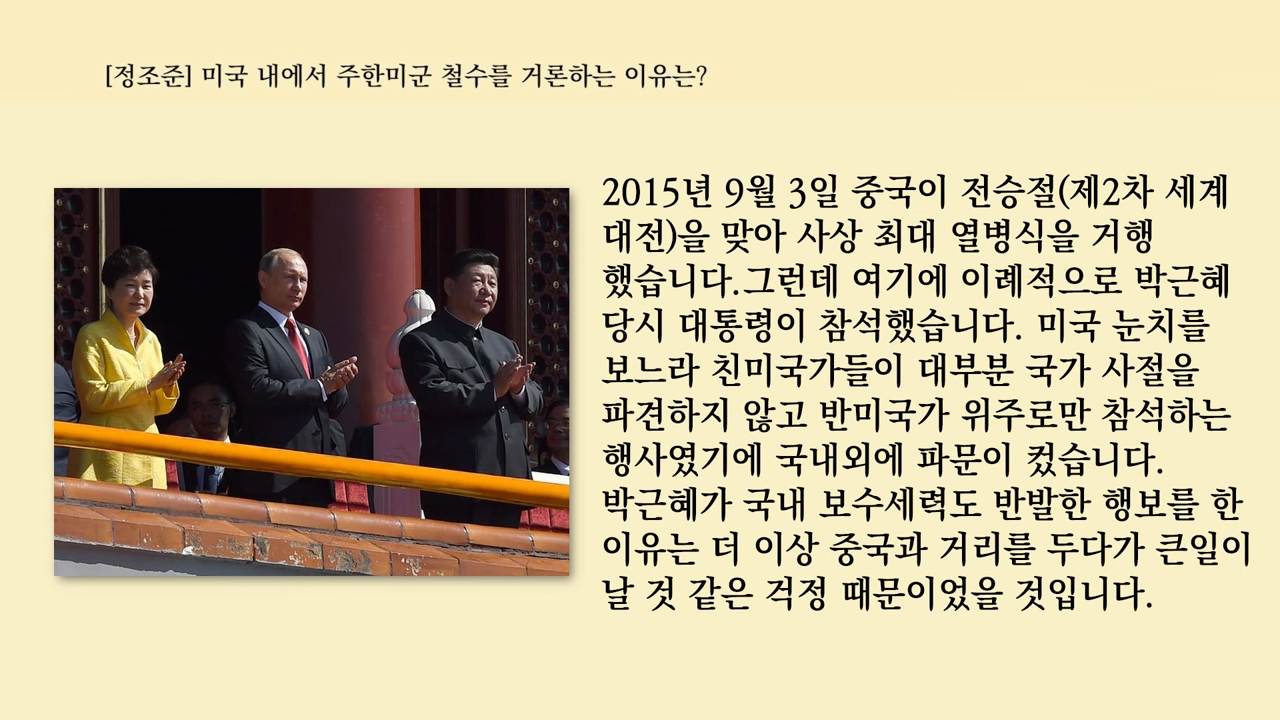 [정조준] 미국 내에서 주한미군 철수를 거론하는 이유는?
2015년 9월 3일 중국이 전승절(제2차 세계
대전)을 맞아 사상 최대 열병식을 거행
했습니다.그런데 여기에 이례적으로 박근혜
당시 대통령이 참석했습니다. 미국 눈치를
보느라 친미국가들이 대부분 국가 사절을
파견하지 않고 반미국가 위주로만 참석하는
행사였기에 국내외에 파문이 컸습니다.
박근혜가 국내 보수세력도 반발한 행보를 한
이유는 더 이상 중국과 거리를 두다가 큰일이
날 것 같은 걱정 때문이었을 것입니다.